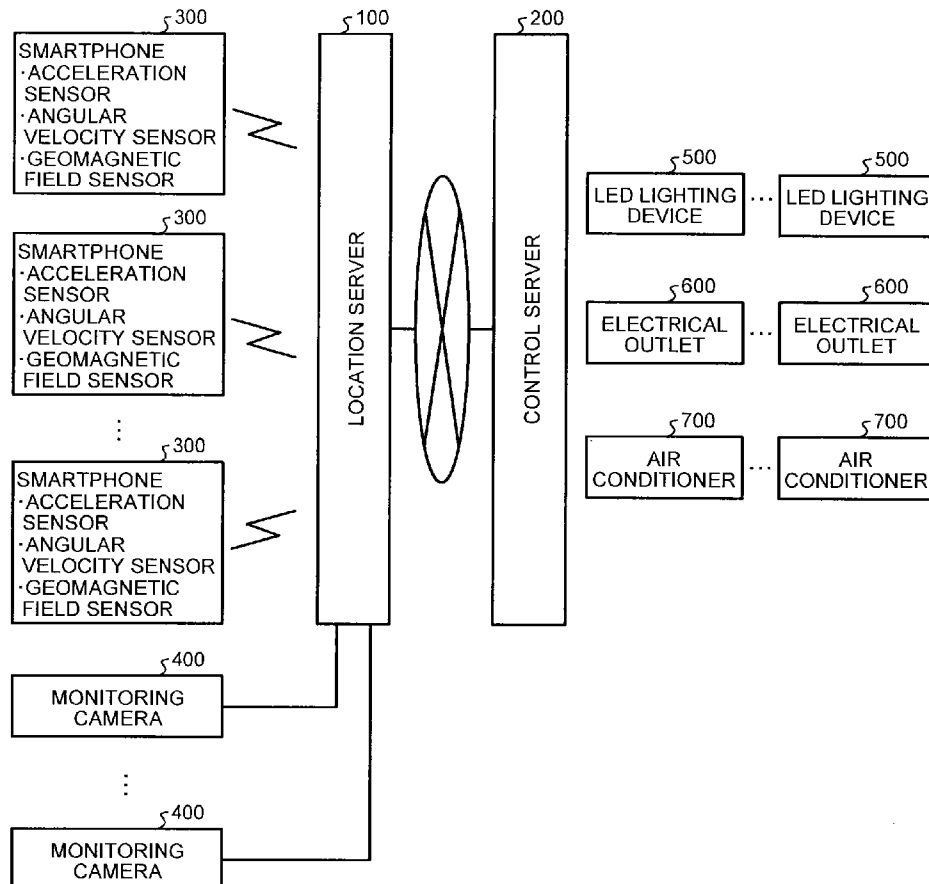 300
100
200
SMARTPHONE
·ACCELERATION
SENSOR
·ANGULAR
VELOCITY SENSOR
·GEOMAGNETIC
FIELD SENSOR
300
SMARTPHONE
·ACCELERATION
SENSOR
·ANGULAR
VELOCITY SENSOR
·GEOMAGNETIC
FIELD SENSOR
...
300
SMARTPHONE
·ACCELERATION
SENSOR
·ANGULAR
VELOCITY SENSOR
·GEOMAGNETIC
FIELD SENSOR
LOCATION SERVER
CONTROL SERVER
500
500
LED LIGHTING
DEVICE
...
LED LIGHTING
DEVICE
600
600
ELECTRICAL
OUTLET
...
ELECTRICAL
OUTLET
700
700
AIR
CONDITIONER
...
AIR
CONDITIONER
400
MONITORING
CAMERA
...
400
MONITORING
CAMERA